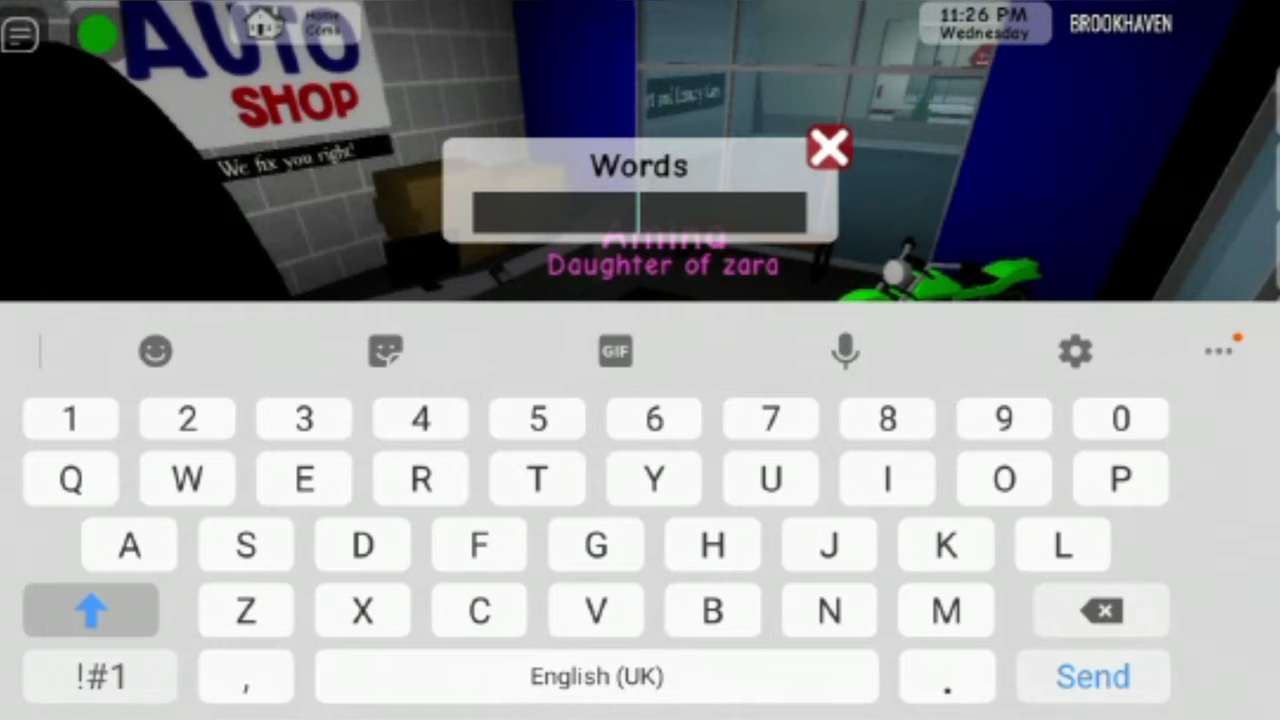 AUTO
SHOP
We fix you right!
11:26 PM
Wednesday
BROOKHAVEN
Words
Daughter of zara
GIF
1 2 3 4 5 6 7 8 9 0
Q W E R T Y U I O P
A S D F G H J K L
Z X C V B N M
!#1 , English (UK) . Send